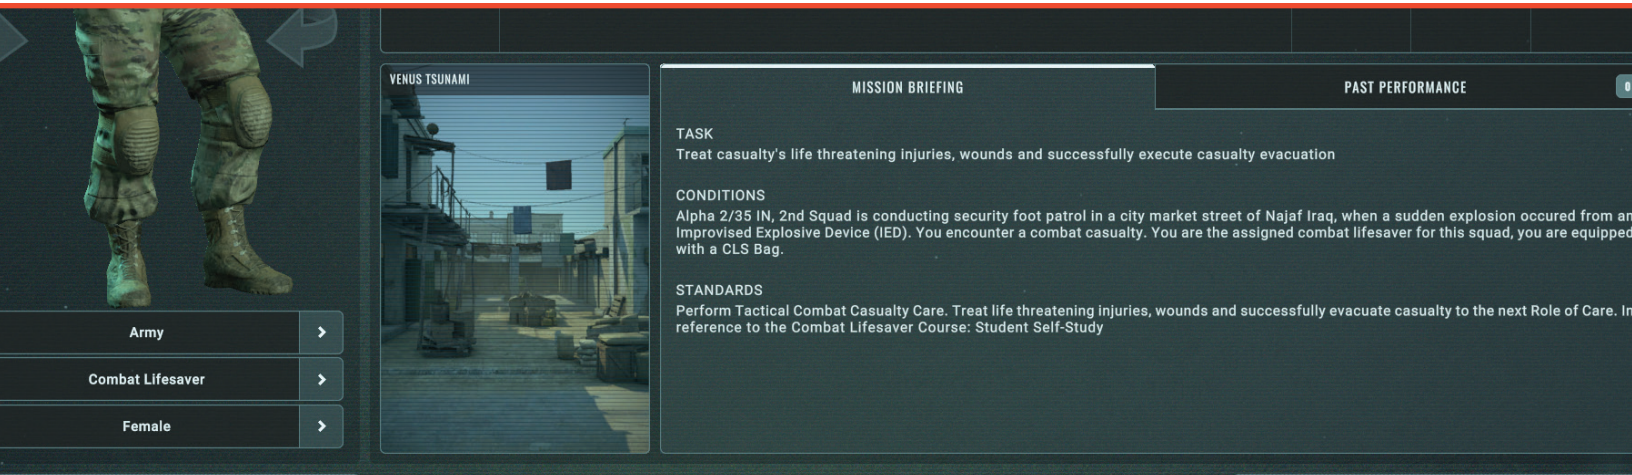 VENUS TSUNAMI
MISSION BRIEFING
PAST PERFORMANCE
0
TASK
Treat casualty's life threatening injuries, wounds and successfully execute casualty evacuation
CONDITIONS
Alpha 2/35 IN, 2nd Squad is conducting security foot patrol in a city market street of Najaf Iraq, when a sudden explosion occured from an
Improvised Explosive Device (IED). You encounter a combat casualty. You are the assigned combat lifesaver for this squad, you are equipped
with a CLS Bag.
STANDARDS
Perform Tactical Combat Casualty Care. Treat life threatening injuries, wounds and successfully evacuate casualty to the next Role of Care. In
reference to the Combat Lifesaver Course: Student Self-Study
Army
Combat Lifesaver
Female